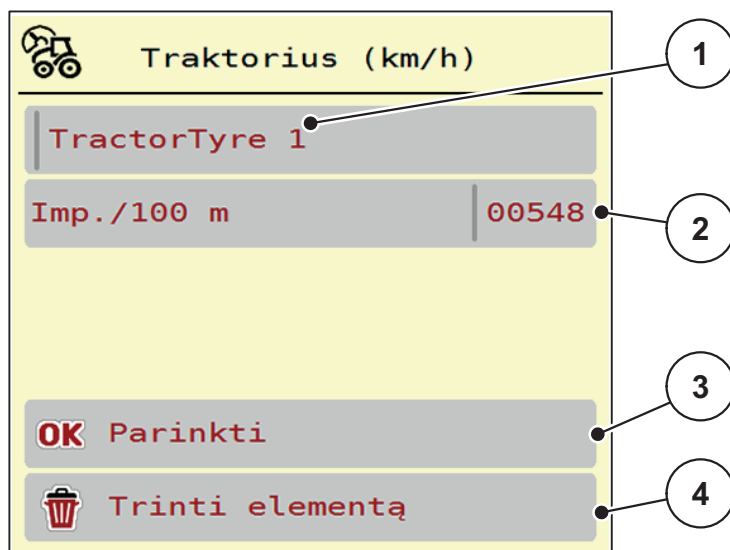 Traktorius (km/h)
1
TractorTyre 1
Imp./100 m 00548
2
3
OK Parinkti
4
Trinti elementą